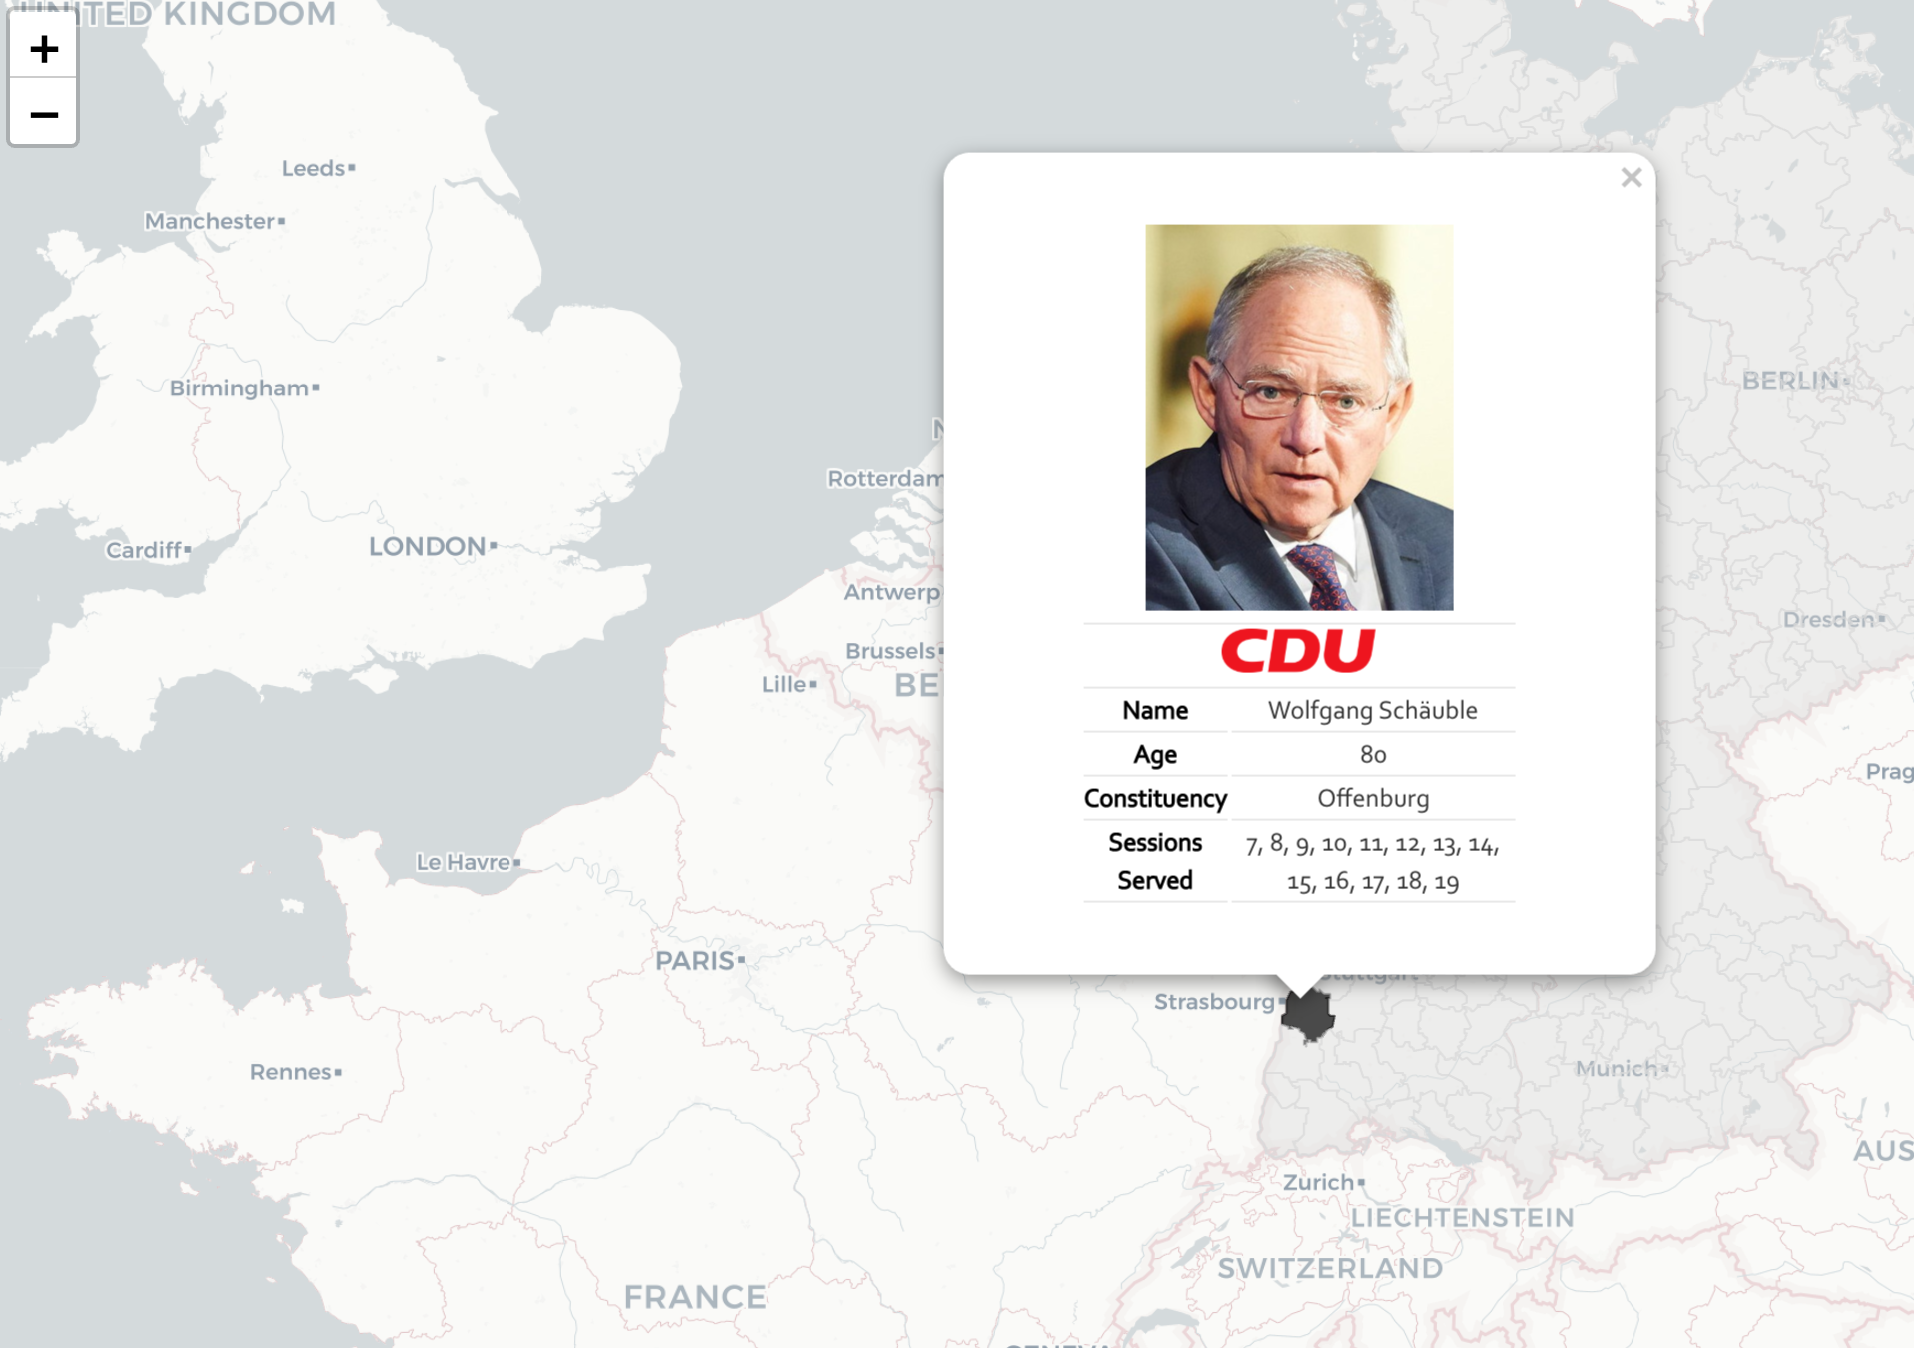 UNITED KINGDOM
+
−
Leeds
Manchester
Birmingham
Cardiff
LONDON
Rotterdam
Antwerp
Brussels
BE
Lille
Le Havre
PARIS
Rennes
FRANCE
×
CDU
Name Wolfgang Schäuble
Age 80
Constituency Offenburg
Sessions 7, 8, 9, 10, 11, 12, 13, 14,
Served 15, 16, 17, 18, 19
BERLIN
Dresden
Prag
Stuttgart
Strasbourg
Munich
AUS
Zurich
LIECHTENSTEIN
SWITZERLAND
GENEVA